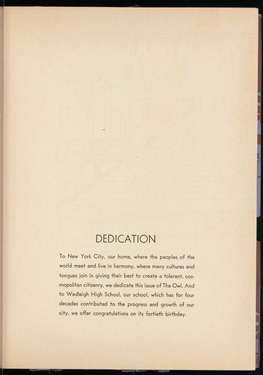 DEDICATION
To New York City, our home, where the peoples of the
world meet and live in harmony, where many cultures and
tongues join in giving their best to create a tolerant, cos-
mopolitan citizenry, we dedicate this issue of The Owl. And
to Wadleigh High School, our school, which has for four
decades contributed to the progress and growth of our
city, we offer congratulations on its fortieth birthday.